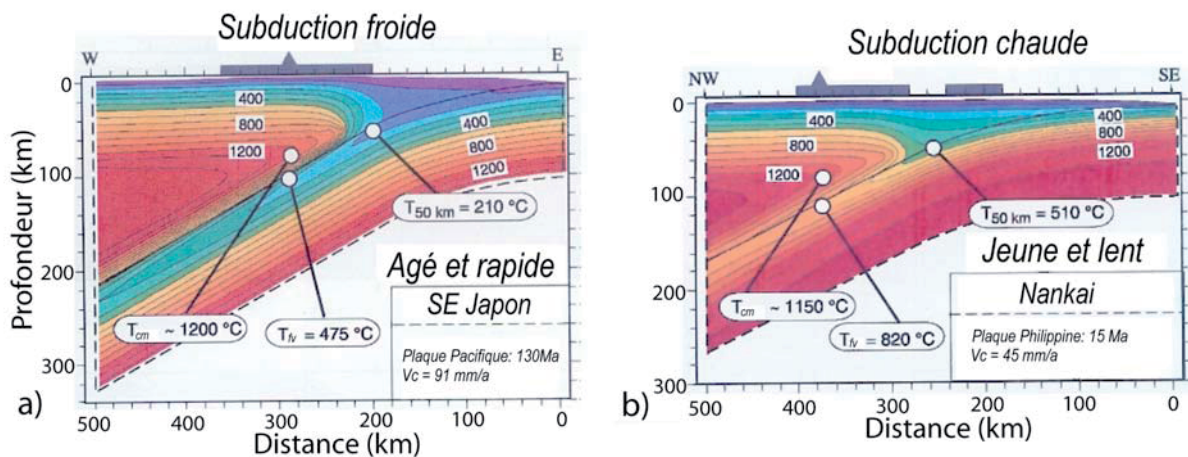 Subduction froide
W
E
0
100
200
300
Profondeur (km)
400
800
1200
400
800
1200
T50 km = 210 °C
Agé et rapide
SE Japon
Plaque Pacifique: 130Ma
Vc = 91 mm/a
Tcm ~ 1200 °C
Tfv = 475 °C
a)
500
400
300
200
100
0
Distance (km)
Subduction chaude
NW
SE
0
100
200
300
400
800
1200
400
800
1200
T50 km = 510 °C
Jeune et lent
Nankai
Plaque Philippine: 15 Ma
Vc = 45 mm/a
Tcm ~ 1150 °C
Tfv = 820 °C
b)
500
400
300
200
100
0
Distance (km)